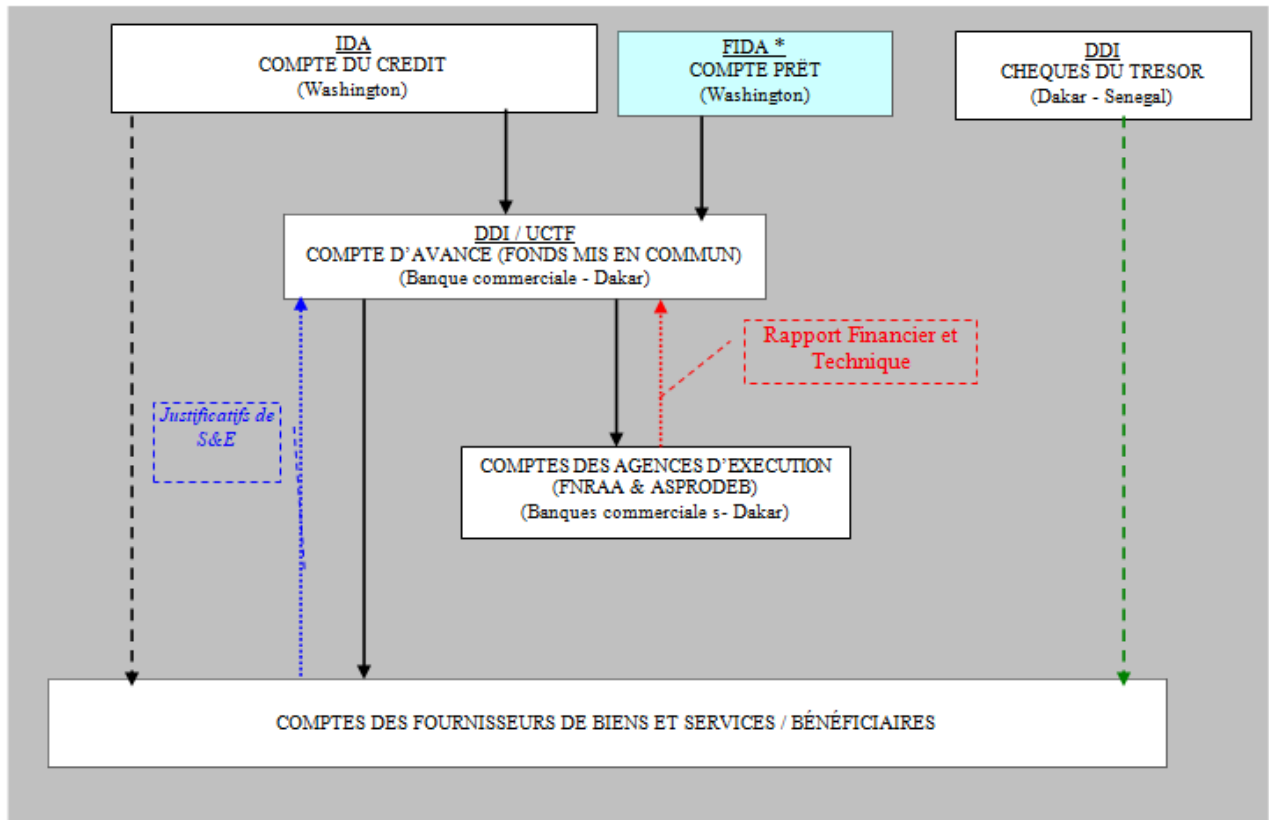 IDA
COMPTE DU CREDIT
(Washington)
FIDA *
COMPTE PRËT
(Washington)
DDI
CHEQUES DU TRESOR
(Dakar - Senegal)
DDI / UCTF
COMPTE D’AVANCE (FONDS MIS EN COMMUN)
(Banque commerciale - Dakar)
Rapport Financier et
Technique
Justificatifs de
S&E
COMPTES DES AGENCES D’EXECUTION
(FNRAA & ASPRODEB)
(Banques commerciale s- Dakar)
COMPTES DES FOURNISSEURS DE BIENS ET SERVICES / BÉNÉFICIAIRES